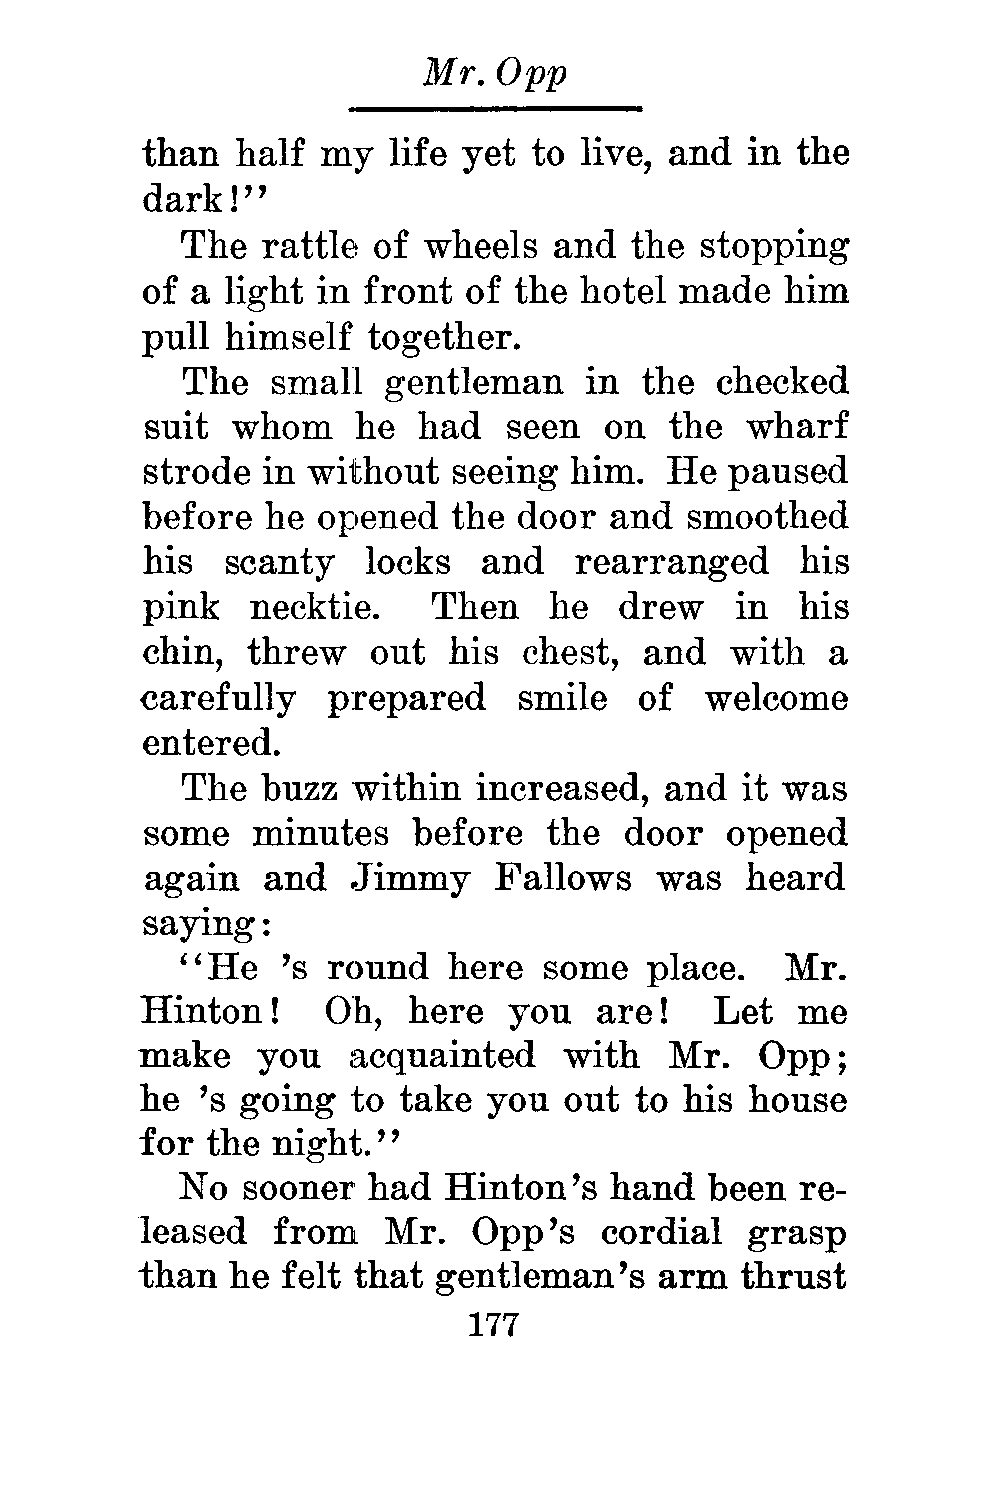 Mr. Opp
than half my life yet to live, and in the
dark!"
The rattle of wheels and the stopping
of a light in front of the hotel made him
pull himself together.
The small gentleman in the checked
suit whom he had seen on the wharf
strode in without seeing him. He paused
before he opened the door and smoothed
his scanty locks and rearranged his
pink necktie. Then he drew in his
chin, threw out his chest, and with a
carefully prepared smile of welcome
entered.
The buzz within increased, and it was
some minutes before the door opened
again and Jimmy Fallows was heard
saying:
"He 's round here some place. Mr.
Hinton! Oh, here you are! Let me
make you acquainted with Mr. Opp;
he 's going to take you out to his house
for the night."
No sooner had Hinton's hand been re-
leased from Mr. Opp's cordial grasp
than he felt that gentleman's arm thrust
177